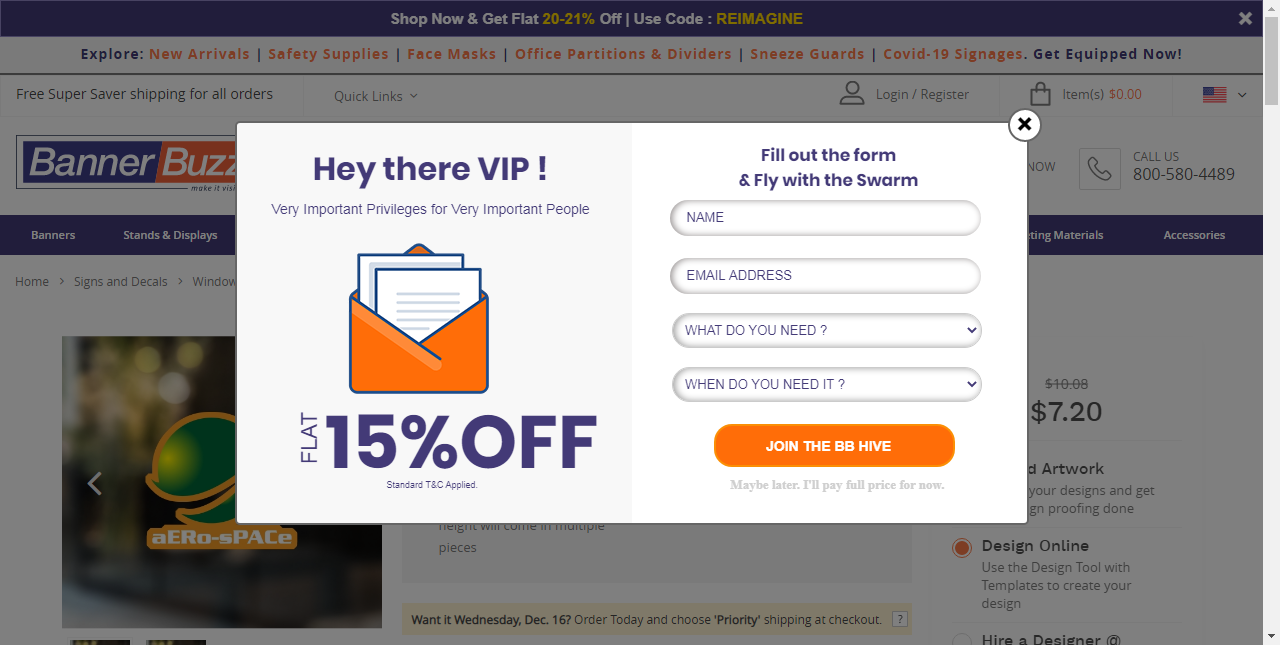 Shop Now & Get Flat 20-21% Off | Use Code : REIMAGINE
Explore: New Arrivals | Safety Supplies | Face Masks | Office Partitions & Dividers | Sneeze Guards | Covid-19 Signages. Get Equipped Now!
Free Super Saver shipping for all orders
Quick Links
Login / Register
Item(s) $0.00
BannerBuzz
make it visi
NOW
CALL US
800-580-4489
Banners
Stands & Displays
ting Materials
Accessories
Home > Signs and Decals > Window
Hey there VIP !
Very Important Privileges for Very Important People
FLAT 15%OFF
Standard T&C Applied.
Fill out the form
& Fly with the Swarm
NAME
EMAIL ADDRESS
WHAT DO YOU NEED ?
WHEN DO YOU NEED IT ?
JOIN THE BB HIVE
Maybe later. I'll pay full price for now.
aERo-sPACe
height will come in multiple
pieces
Want it Wednesday, Dec. 16? Order Today and choose 'Priority' shipping at checkout. ?
$10.08
$7.20
d Artwork
your designs and get
gn proofing done
Design Online
Use the Design Tool with
Templates to create your
design
Hire a Designer @